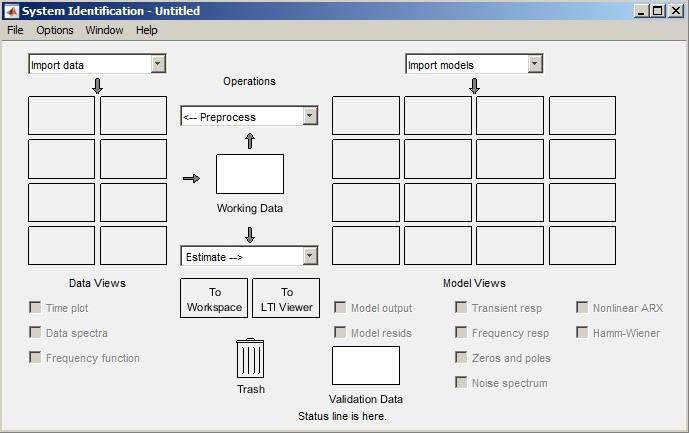 System Identification - Untitled
File Options Window Help
Import data
Import models
Operations
<-- Preprocess
Working Data
Estimate -->
To Workspace
To LTI Viewer
Data Views
Time plot
Data spectra
Frequency function
Trash
Model Views
Model output
Model resids
Transient resp
Frequency resp
Zeros and poles
Noise spectrum
Nonlinear ARX
Hamm-Wiener
Validation Data
Status line is here.